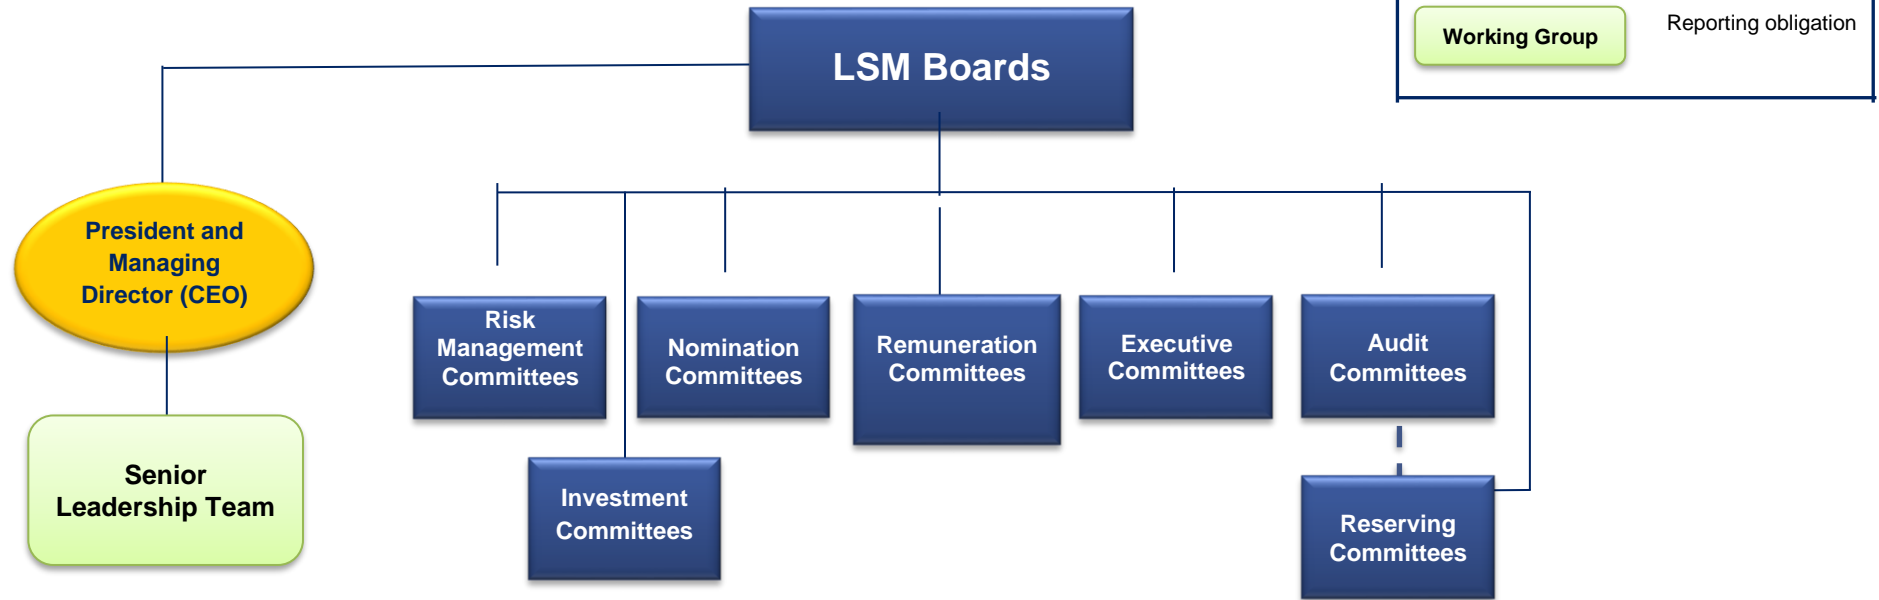 LSM Boards
Working Group
Reporting obligation
President and
Managing
Director (CEO)
Senior
Leadership Team
Risk
Management
Committees
Nomination
Committees
Remuneration
Committees
Executive
Committees
Audit
Committees
Investment
Committees
Reserving
Committees